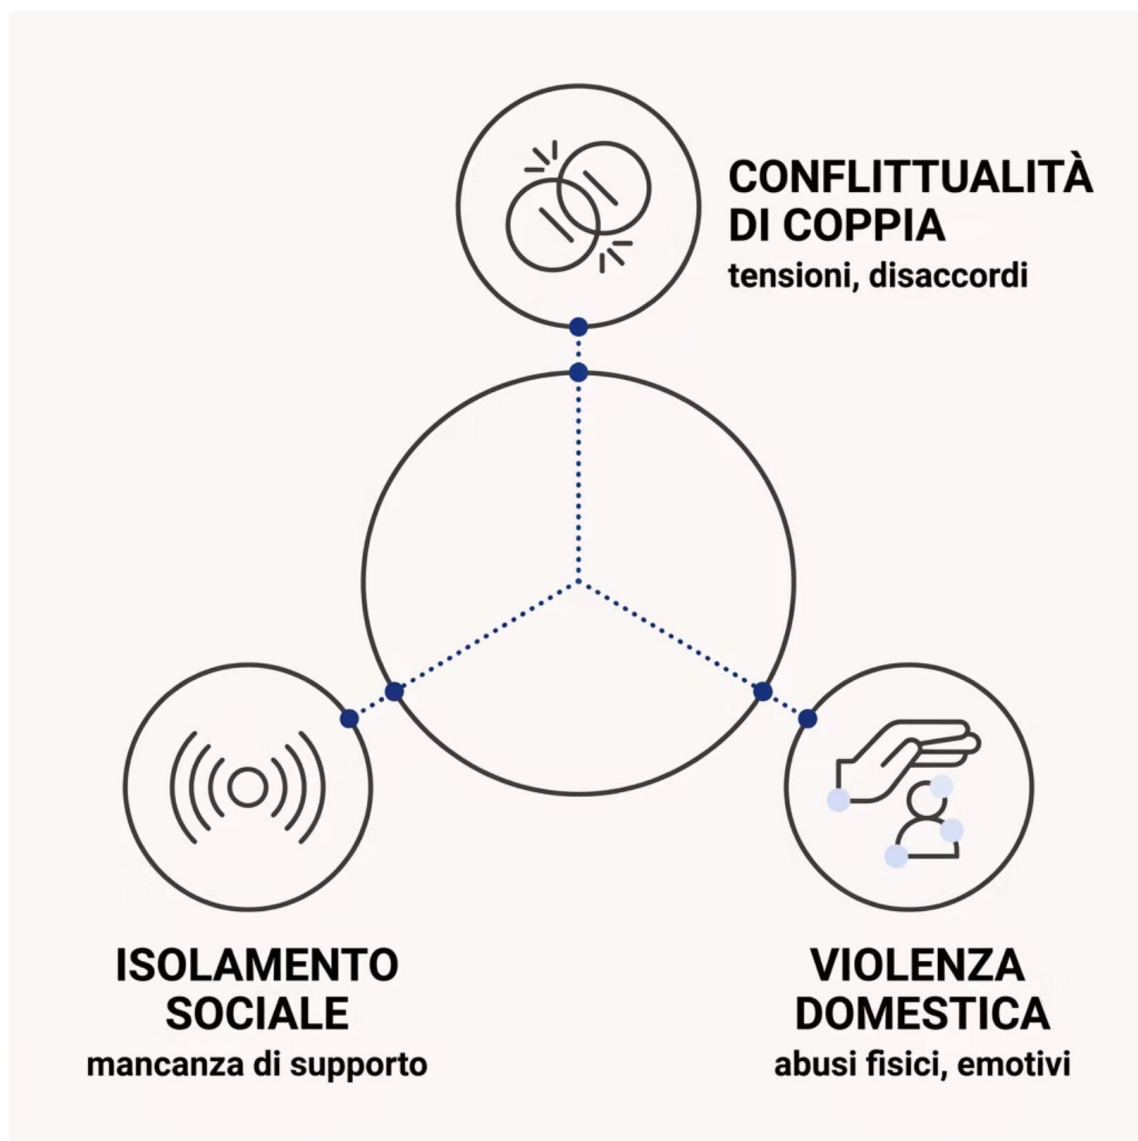 CONFLITTUALITÀ
DI COPPIA
tensioni, disaccordi
ISOLAMENTO
SOCIALE
mancanza di supporto
VIOLENZA
DOMESTICA
abusi fisici, emotivi